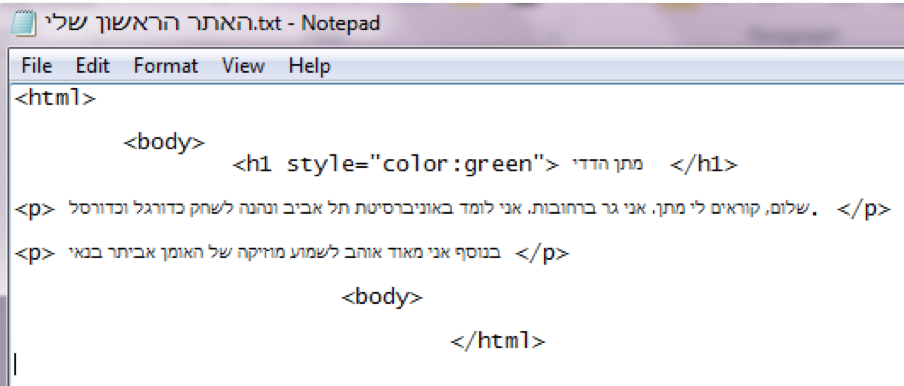 האתר הראשון שלי.txt - Notepad
File Edit Format View Help
<html>
<body>
<h1 style="color:green"> מתן הדדי </h1>
<p> שלום, קוראים לי מתן. אני גר ברחובות. אני לומד באוניברסיטת תל אביב ונהנה לשחק כדורגל וכדורסל. </p>
<p> בנוסף אני מאוד אוהב לשמוע מוזיקה של האומן אביתר בנאי </p>
<body>
</html>